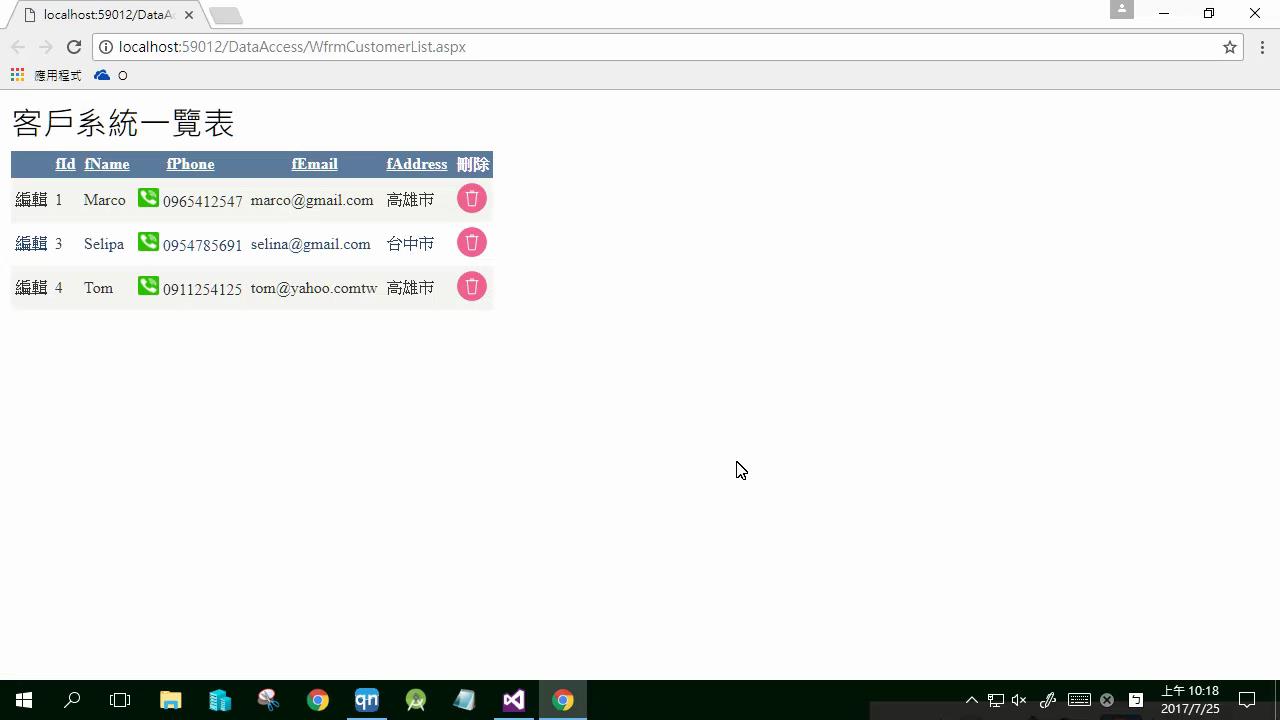 localhost:59012/DataAc
localhost:59012/DataAccess/WfrmCustomerList.aspx
應用程式 O
客戶系統一覽表
fId fName fPhone fEmail fAddress 刪除
編輯 1 Marco 0965412547 marco@gmail.com 高雄市
編輯 3 Selipa 0954785691 selina@gmail.com 台中市
編輯 4 Tom 0911254125 tom@yahoo.comtw 高雄市
qn
上午 10:18
2017/7/25